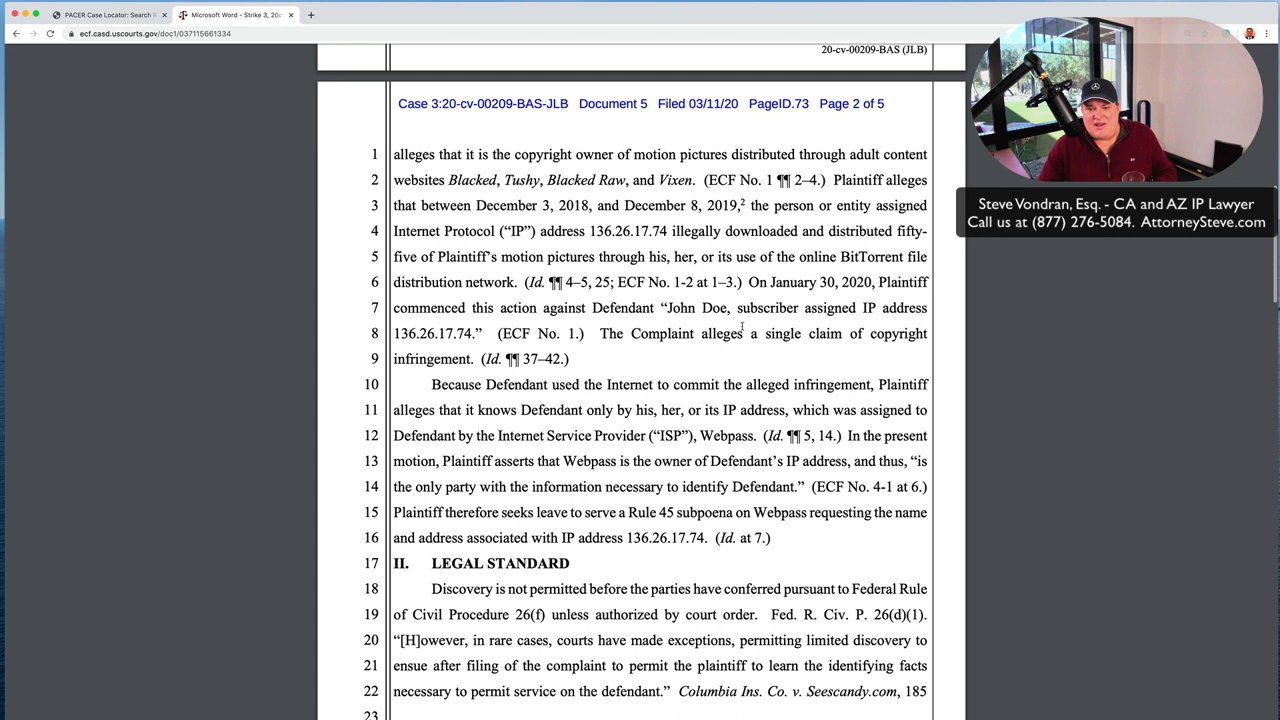 PACER Case Locator: Search R
Microsoft Word - Strike 3, 20c
ecf.casd.uscourts.gov/doc1/037115661334
20-cv-00209-BAS (JLB)
Case 3:20-cv-00209-BAS-JLB Document 5 Filed 03/11/20 PageID.73 Page 2 of 5
1 alleges that it is the copyright owner of motion pictures distributed through adult content
2 websites Blacked, Tushy, Blacked Raw, and Vixen. (ECF No. 1 ¶¶ 2–4.) Plaintiff alleges
3 that between December 3, 2018, and December 8, 2019,² the person or entity assigned
4 Internet Protocol (“IP”) address 136.26.17.74 illegally downloaded and distributed fifty-
5 five of Plaintiff’s motion pictures through his, her, or its use of the online BitTorrent file
6 distribution network. (Id. ¶¶ 4–5, 25; ECF No. 1-2 at 1–3.) On January 30, 2020, Plaintiff
7 commenced this action against Defendant “John Doe, subscriber assigned IP address
8 136.26.17.74.” (ECF No. 1.) The Complaint alleges a single claim of copyright
9 infringement. (Id. ¶¶ 37–42.)
10 Because Defendant used the Internet to commit the alleged infringement, Plaintiff
11 alleges that it knows Defendant only by his, her, or its IP address, which was assigned to
12 Defendant by the Internet Service Provider (“ISP”), Webpass. (Id. ¶¶ 5, 14.) In the present
13 motion, Plaintiff asserts that Webpass is the owner of Defendant’s IP address, and thus, “is
14 the only party with the information necessary to identify Defendant.” (ECF No. 4-1 at 6.)
15 Plaintiff therefore seeks leave to serve a Rule 45 subpoena on Webpass requesting the name
16 and address associated with IP address 136.26.17.74. (Id. at 7.)
17 II. LEGAL STANDARD
18 Discovery is not permitted before the parties have conferred pursuant to Federal Rule
19 of Civil Procedure 26(f) unless authorized by court order. Fed. R. Civ. P. 26(d)(1).
20 “[H]owever, in rare cases, courts have made exceptions, permitting limited discovery to
21 ensue after filing of the complaint to permit the plaintiff to learn the identifying facts
22 necessary to permit service on the defendant.” Columbia Ins. Co. v. Seescandy.com, 185
23
Steve Vondran, Esq. - CA and AZ IP Lawyer
Call us at (877) 276-5084. AttorneySteve.com